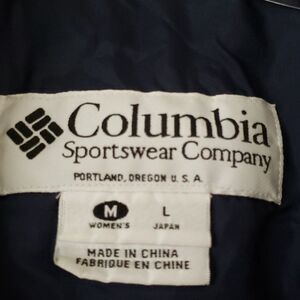 Columbia
Sportswear Company
PORTLAND, OREGON U. S. A.
M L
WOMEN'S JAPAN
MADE IN CHINA
FABRIQUE EN CHINE